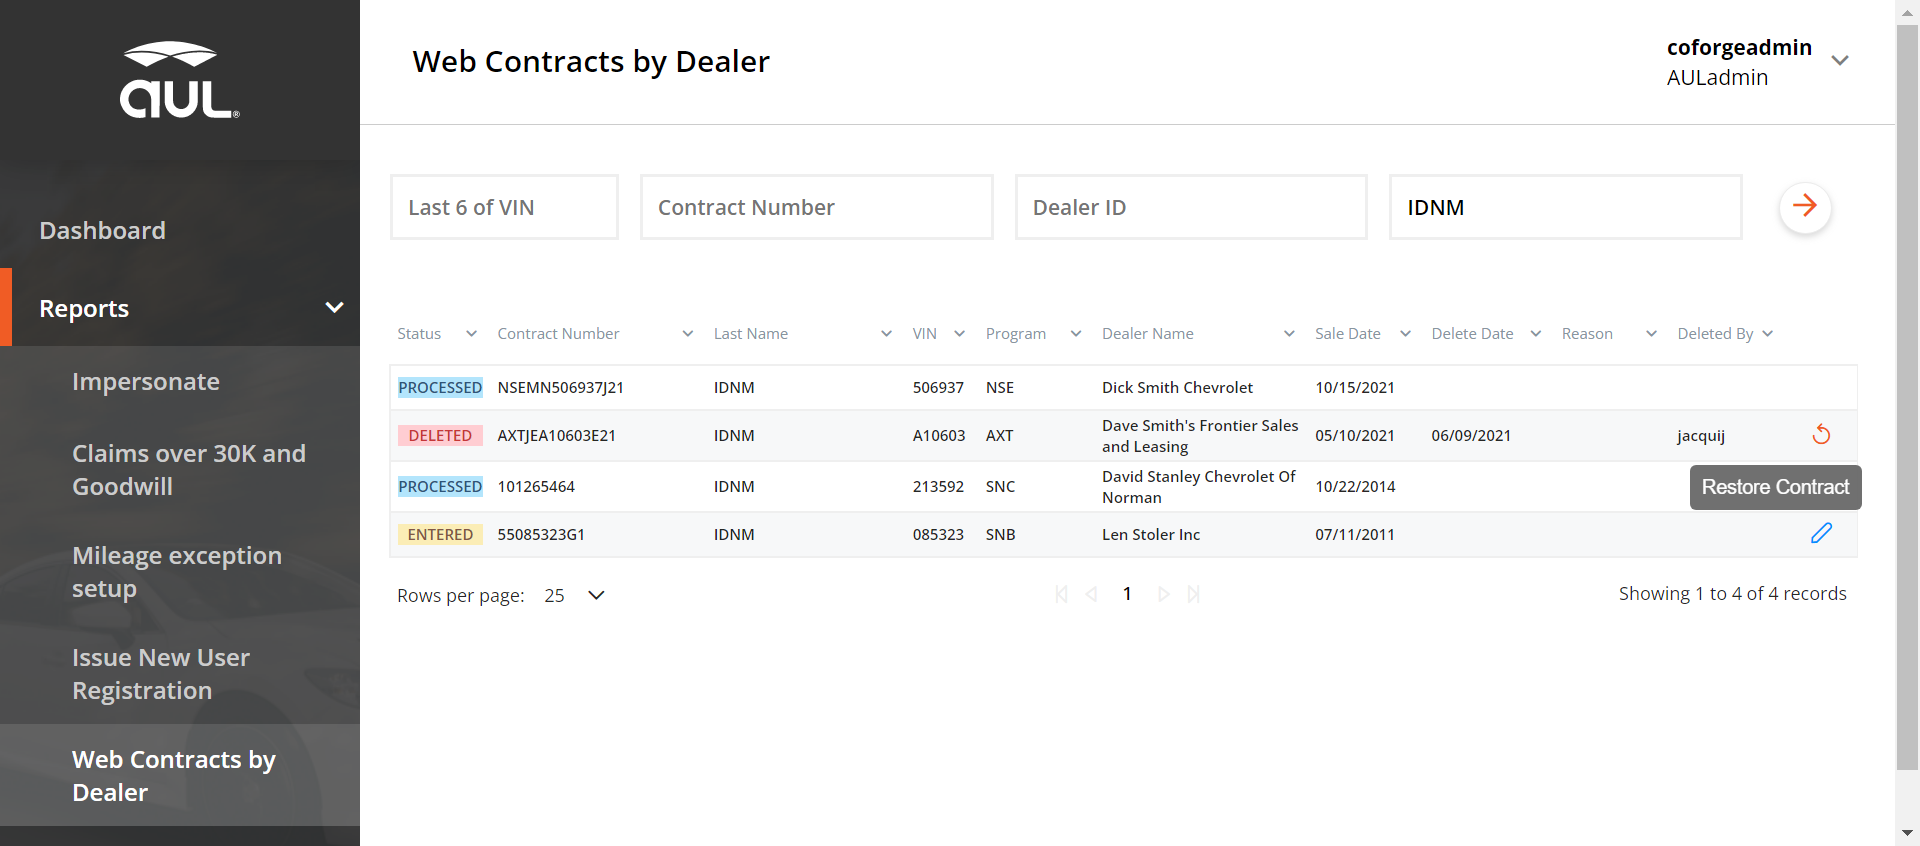 aUL®
Web Contracts by Dealer
coforgeadmin
AULadmin
Dashboard
Reports
Impersonate
Claims over 30K and
Goodwill
Mileage exception
setup
Issue New User
Registration
Web Contracts by
Dealer
Last 6 of VIN Contract Number Dealer ID IDNM
Status Contract Number Last Name VIN Program Dealer Name Sale Date Delete Date Reason Deleted By
PROCESSED NSEMN506937J21 IDNM 506937 NSE Dick Smith Chevrolet 10/15/2021
DELETED AXTJEA10603E21 IDNM A10603 AXT Dave Smith's Frontier Sales
and Leasing 05/10/2021 06/09/2021 jacquij
PROCESSED 101265464 IDNM 213592 SNC David Stanley Chevrolet Of
Norman 10/22/2014
Restore Contract
ENTERED 55085323G1 IDNM 085323 SNB Len Stoler Inc 07/11/2011
Rows per page: 25 1 Showing 1 to 4 of 4 records